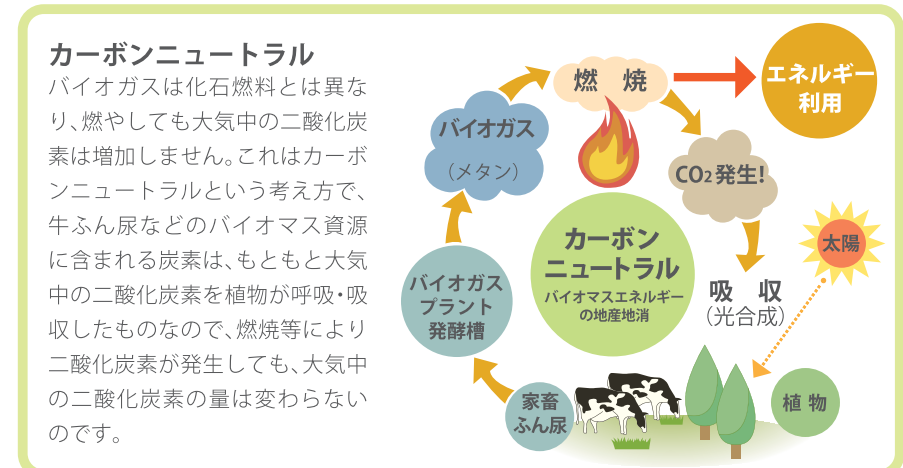 カーボンニュートラル
バイオガスは化石燃料とは異な
り、燃やしても大気中の二酸化炭
素は増加しません。これはカーボ
ンニュートラルという考え方で、
牛ふん尿などのバイオマス資源
に含まれる炭素は、もともと大気
中の二酸化炭素を植物が呼吸・吸
収したものなので、燃焼等により
二酸化炭素が発生しても、大気中
の二酸化炭素の量は変わらない
のです。
燃 焼
エネルギー
利用
バイオガス
（メタン）
CO2発生!
太陽
カーボン
ニュートラル
バイオマスエネルギー
の地産地消
バイオガス
プラント
発酵槽
吸 収
（光合成）
家畜
ふん尿
植 物